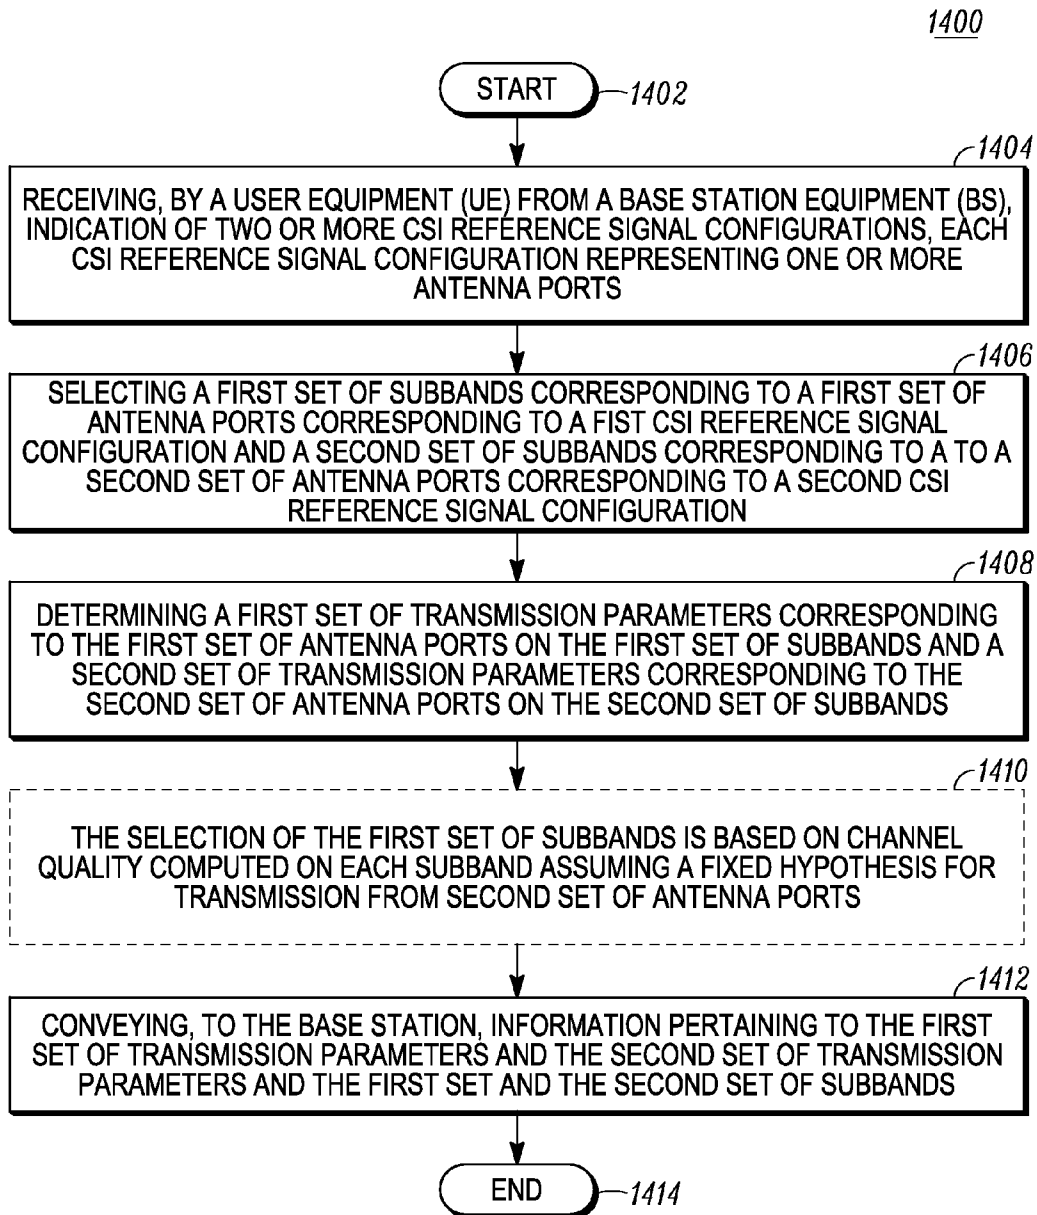 1400
START
1402
1404
RECEIVING, BY A USER EQUIPMENT (UE) FROM A BASE STATION EQUIPMENT (BS),
INDICATION OF TWO OR MORE CSI REFERENCE SIGNAL CONFIGURATIONS, EACH
CSI REFERENCE SIGNAL CONFIGURATION REPRESENTING ONE OR MORE
ANTENNA PORTS
1406
SELECTING A FIRST SET OF SUBBANDS CORRESPONDING TO A FIRST SET OF
ANTENNA PORTS CORRESPONDING TO A FIST CSI REFERENCE SIGNAL
CONFIGURATION AND A SECOND SET OF SUBBANDS CORRESPONDING TO A TO A
SECOND SET OF ANTENNA PORTS CORRESPONDING TO A SECOND CSI
REFERENCE SIGNAL CONFIGURATION
1408
DETERMINING A FIRST SET OF TRANSMISSION PARAMETERS CORRESPONDING
TO THE FIRST SET OF ANTENNA PORTS ON THE FIRST SET OF SUBBANDS AND A
SECOND SET OF TRANSMISSION PARAMETERS CORRESPONDING TO THE
SECOND SET OF ANTENNA PORTS ON THE SECOND SET OF SUBBANDS
1410
THE SELECTION OF THE FIRST SET OF SUBBANDS IS BASED ON CHANNEL
QUALITY COMPUTED ON EACH SUBBAND ASSUMING A FIXED HYPOTHESIS FOR
TRANSMISSION FROM SECOND SET OF ANTENNA PORTS
1412
CONVEYING, TO THE BASE STATION, INFORMATION PERTAINING TO THE FIRST
SET OF TRANSMISSION PARAMETERS AND THE SECOND SET OF TRANSMISSION
PARAMETERS AND THE FIRST SET AND THE SECOND SET OF SUBBANDS
END
1414